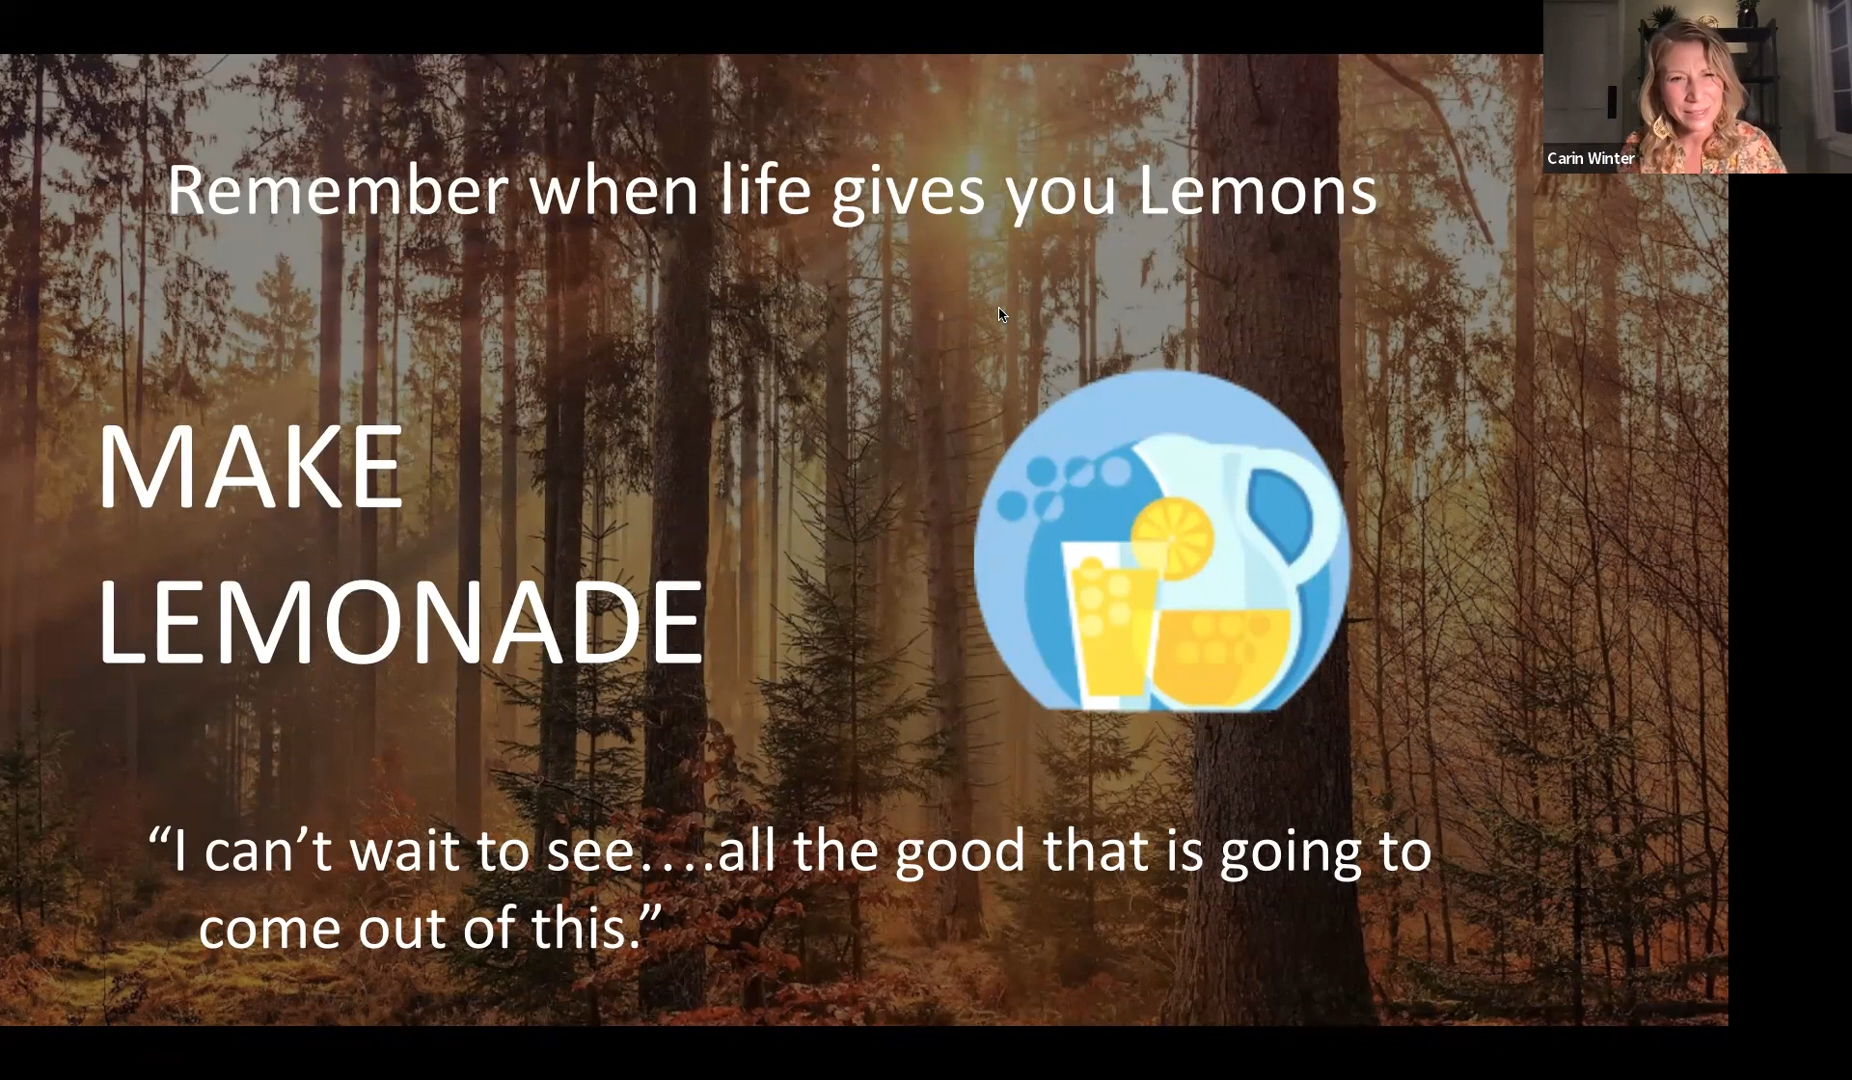 Remember when life gives you Lemons
Carin Winter
MAKE
LEMONADE
“I can’t wait to see....all the good that is going to
come out of this.”